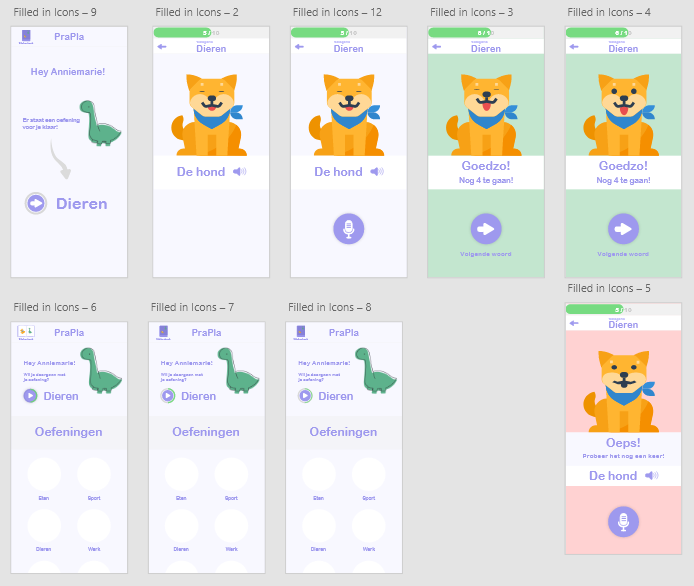 Filled in Icons – 9
PraPla
Hey Anniemarie!
Er staat een oefening
voor je klaar!
Dieren
Filled in Icons – 2
5 / 10
Dieren
De hond
Filled in Icons – 12
5 / 10
Dieren
De hond
Filled in Icons – 3
6 / 10
Dieren
Goedzo!
Nog 4 te gaan!
Volgende woord
Filled in Icons – 4
6 / 10
Dieren
Goedzo!
Nog 4 te gaan!
Volgende woord
Filled in Icons – 6
PraPla
Hey Anniemarie!
Wil je doorgaan met
je oefening?
Dieren
Oefeningen
Eten
Sport
Dieren
Werk
Filled in Icons – 7
PraPla
Hey Anniemarie!
Wil je doorgaan met
je oefening?
Dieren
Oefeningen
Eten
Sport
Dieren
Werk
Filled in Icons – 8
PraPla
Hey Anniemarie!
Wil je doorgaan met
je oefening?
Dieren
Oefeningen
Eten
Sport
Dieren
Werk
Filled in Icons – 5
5 / 10
Dieren
Oeps!
Probeer het nog een keer!
De hond